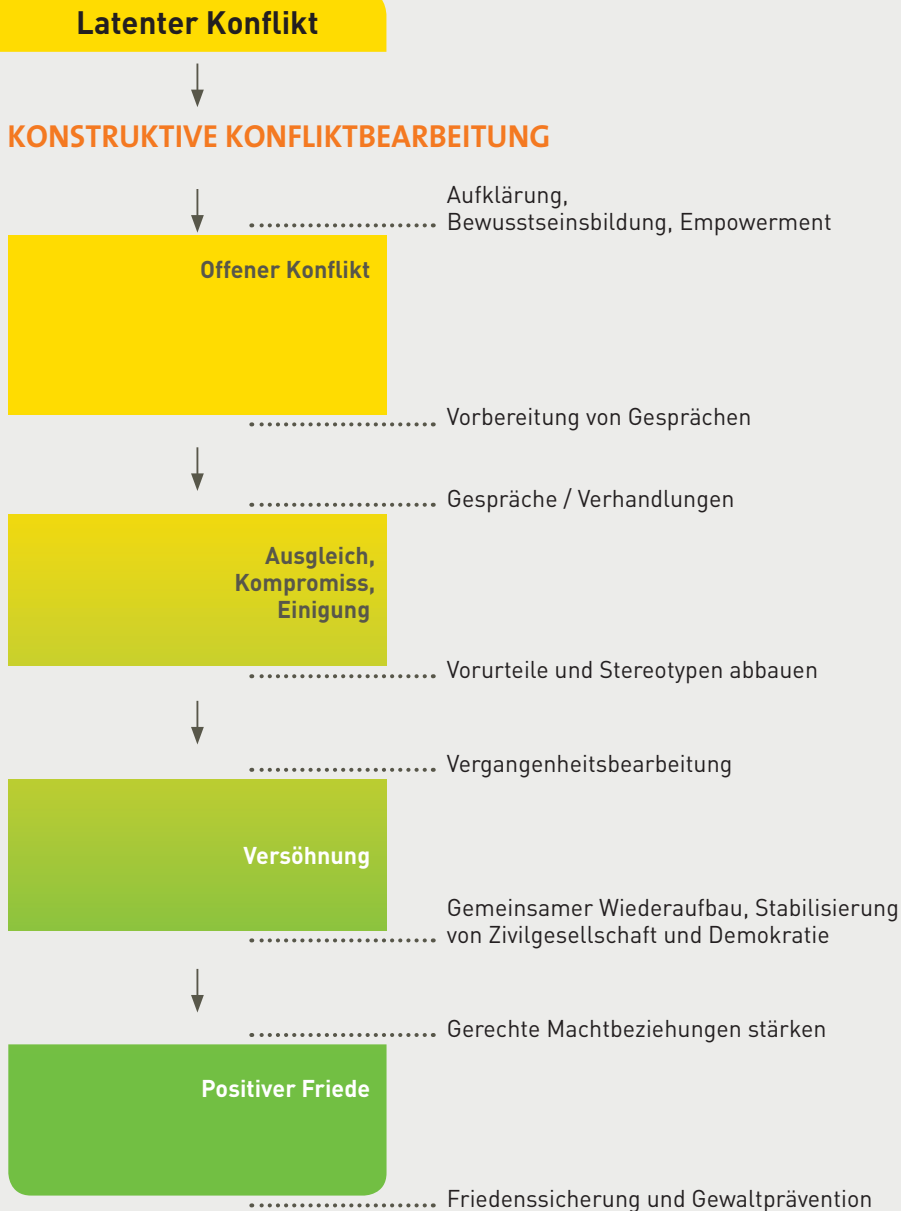 Latenter Konflikt
KONSTRUKTIVE KONFLIKTBEARBEITUNG
Aufklärung,
Bewusstseinsbildung, Empowerment
Offener Konflikt
Vorbereitung von Gesprächen
Gespräche / Verhandlungen
Ausgleich,
Kompromiss,
Einigung
Vorurteile und Stereotypen abbauen
Vergangenheitsbearbeitung
Versöhnung
Gemeinsamer Wiederaufbau, Stabilisierung
von Zivilgesellschaft und Demokratie
Gerechte Machtbeziehungen stärken
Positiver Friede
Friedenssicherung und Gewaltprävention